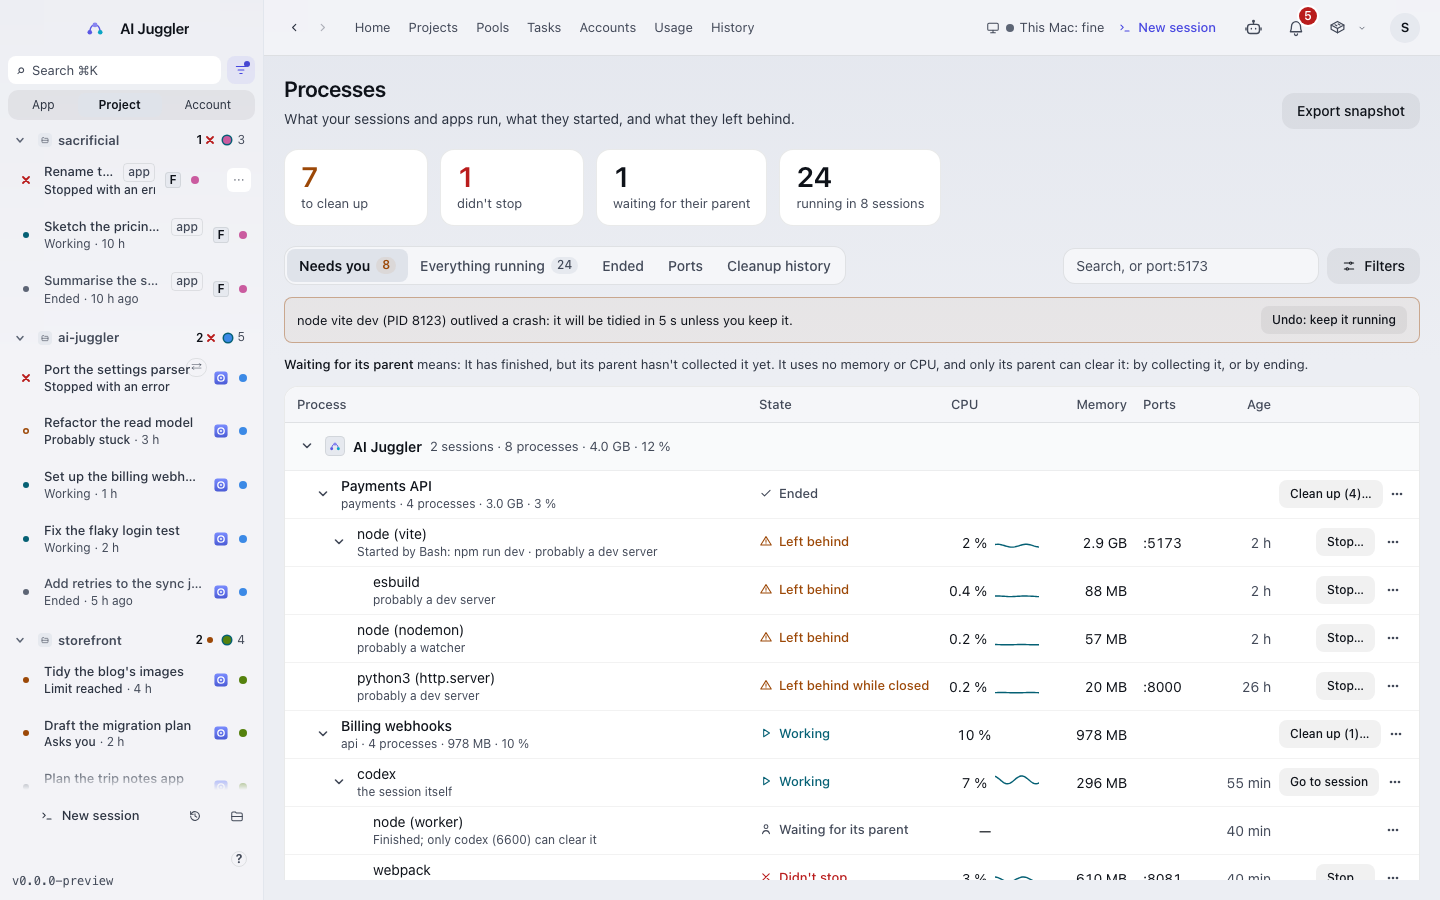 AI Juggler
Search ⌘K
App Project Account
sacrificial 1 3
Rename t... app F
Stopped with an err
Sketch the pricin... app F
Working · 10 h
Summarise the s... app F
Ended · 10 h ago
ai-juggler 2 5
Port the settings parser
Stopped with an error
Refactor the read model
Probably stuck · 3 h
Set up the billing webh...
Working · 1 h
Fix the flaky login test
Working · 2 h
Add retries to the sync j...
Ended · 5 h ago
storefront 2 4
Tidy the blog's images
Limit reached · 4 h
Draft the migration plan
Asks you · 2 h
Plan the trip notes app
New session
?
v0.0.0-preview
Home Projects Pools Tasks Accounts Usage History
This Mac: fine
New session
5
S
Processes
What your sessions and apps run, what they started, and what they left behind.
Export snapshot
7
to clean up
1
didn't stop
1
waiting for their parent
24
running in 8 sessions
Needs you 8 Everything running 24 Ended Ports Cleanup history
Search, or port:5173
Filters
node vite dev (PID 8123) outlived a crash: it will be tidied in 5 s unless you keep it.
Undo: keep it running
Waiting for its parent means: It has finished, but its parent hasn't collected it yet. It uses no memory or CPU, and only its parent can clear it: by collecting it, or by ending.
Process State CPU Memory Ports Age
AI Juggler 2 sessions · 8 processes · 4.0 GB · 12 %
Payments API Ended Clean up (4)...
payments · 4 processes · 3.0 GB · 3 %
node (vite) Left behind 2 % 2.9 GB :5173 2 h Stop...
Started by Bash: npm run dev · probably a dev server
esbuild Left behind 0.4 % 88 MB 2 h Stop...
probably a dev server
node (nodemon) Left behind 0.2 % 57 MB 2 h Stop...
probably a watcher
python3 (http.server) Left behind while closed 0.2 % 20 MB :8000 26 h Stop...
probably a dev server
Billing webhooks Working 10 % 978 MB Clean up (1)...
api · 4 processes · 978 MB · 10 %
codex Working 7 % 296 MB 55 min Go to session
the session itself
node (worker) Waiting for its parent — 40 min
Finished; only codex (6600) can clear it
webpack Didn't stop 3 % 610 MB :8081 40 min Stop...